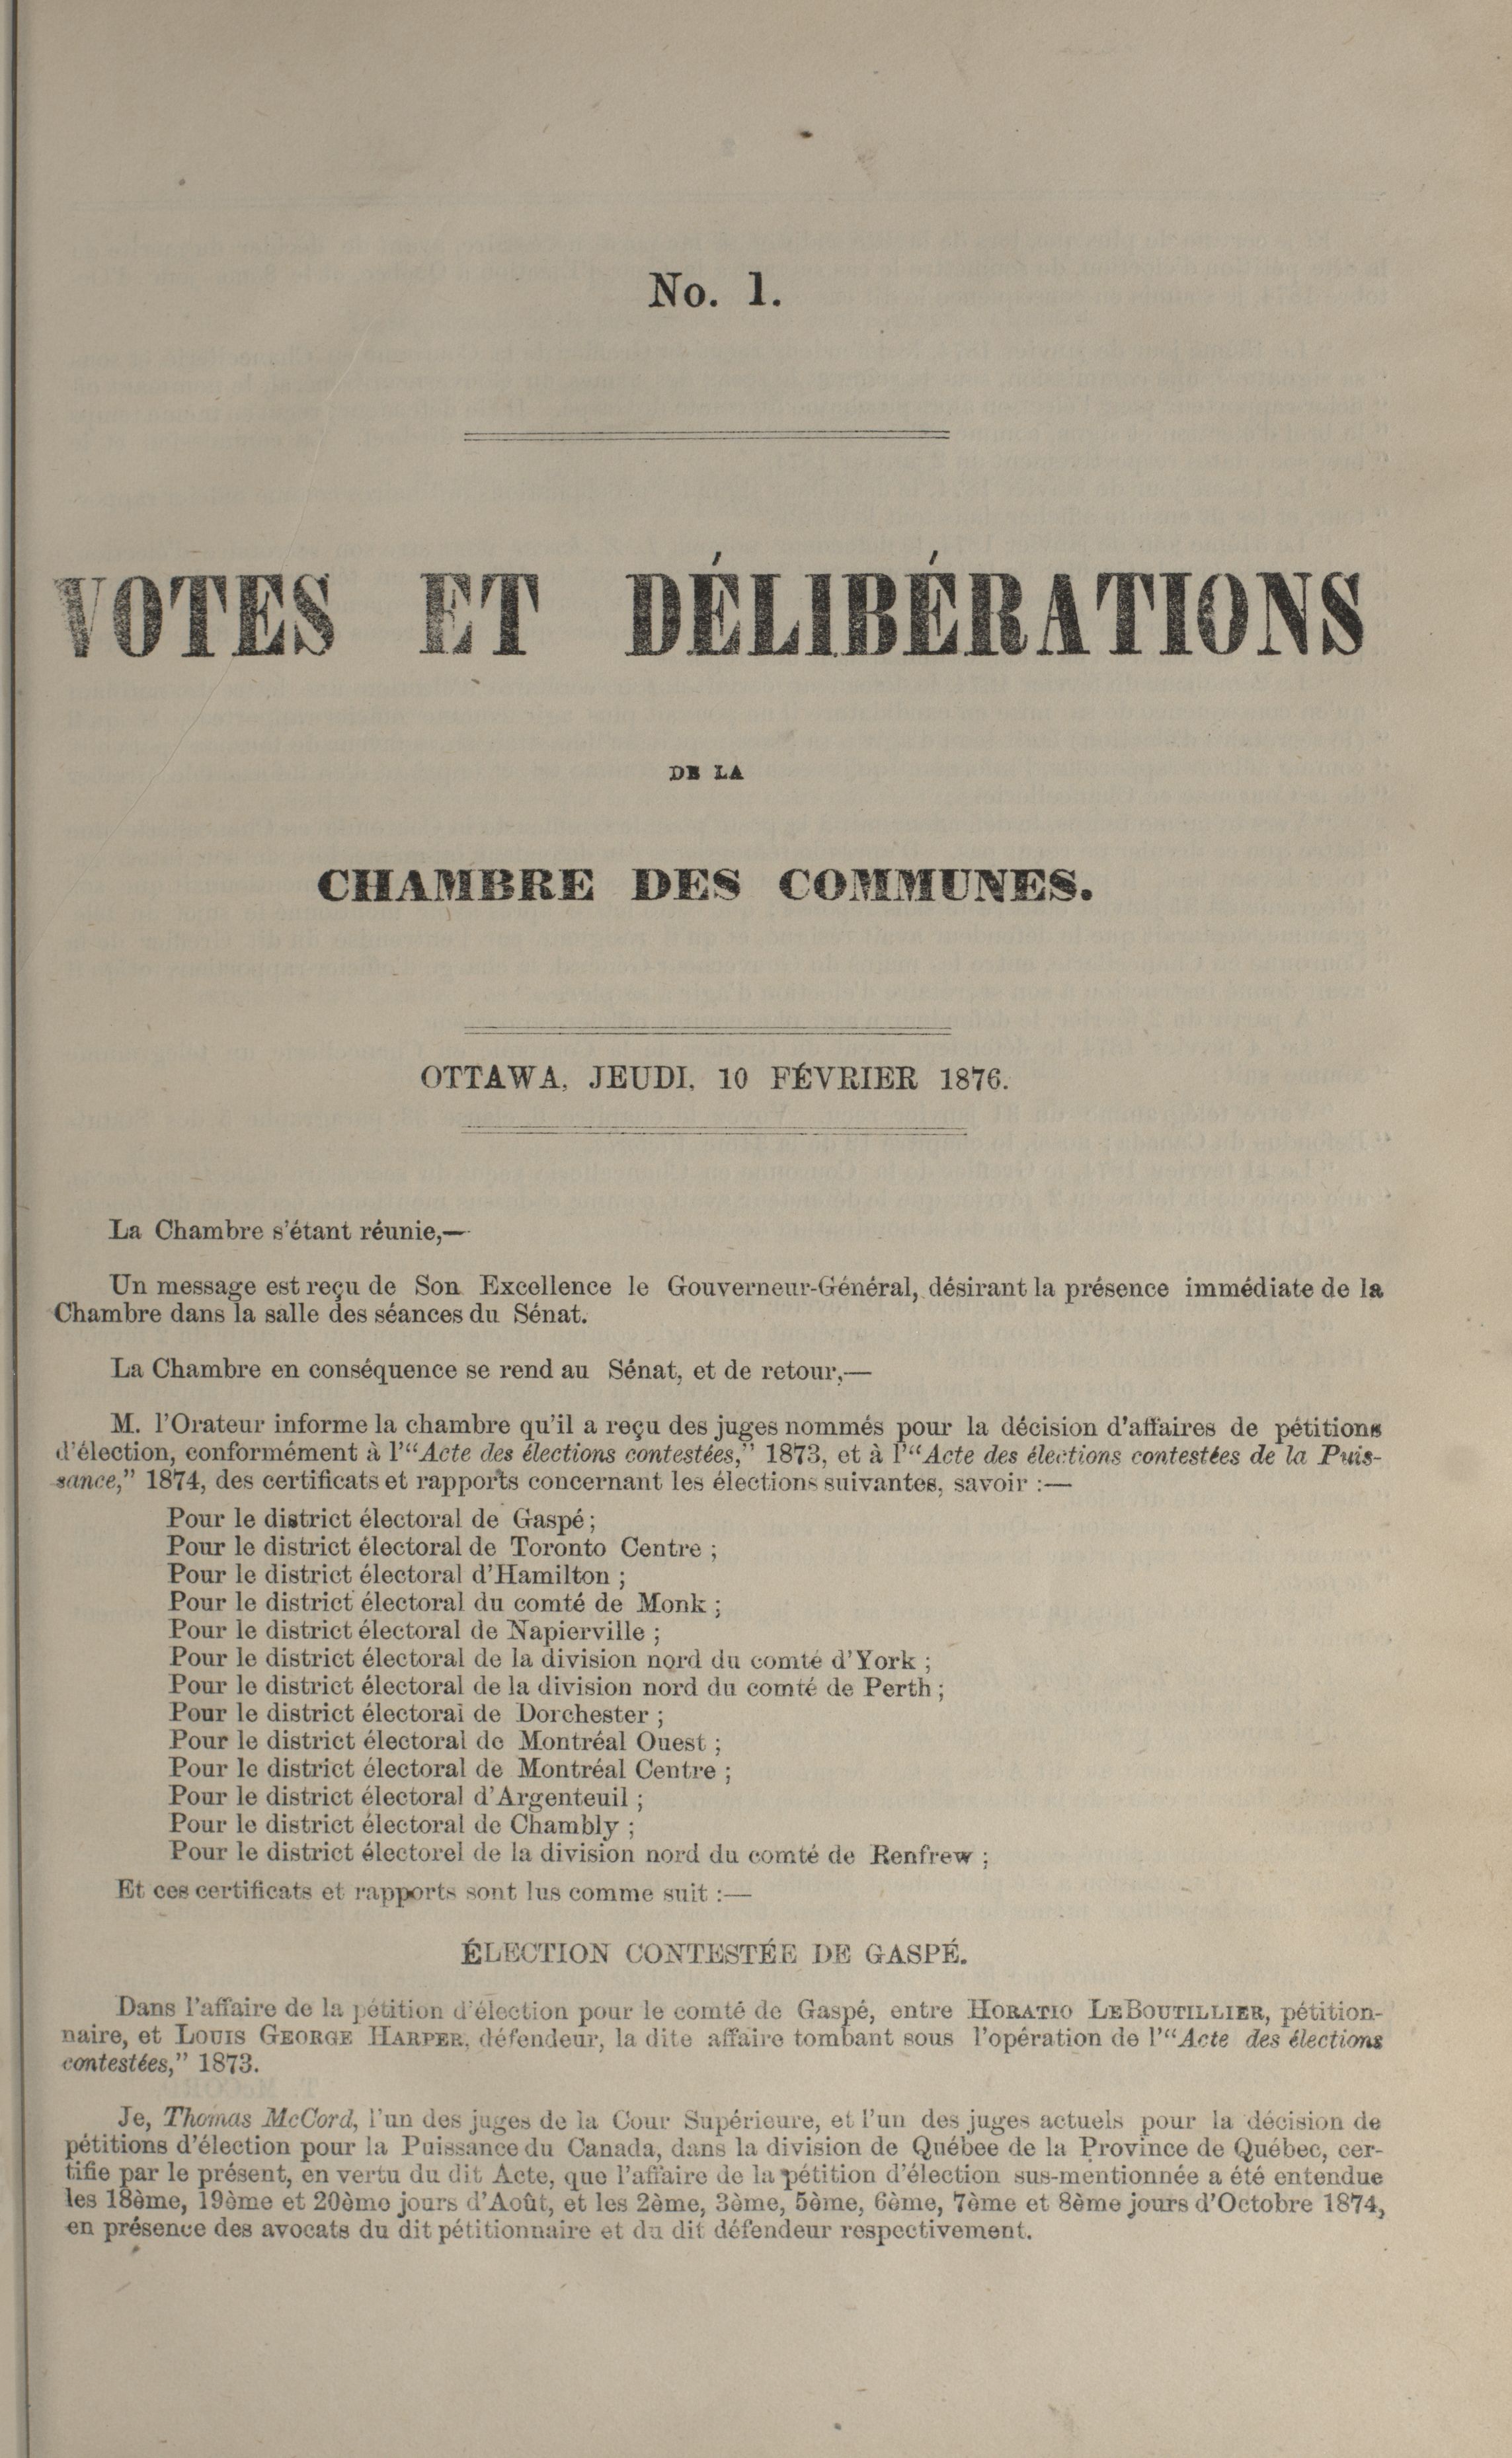 No. 1.
VOTES ET DÉLIBÉRATIONS
DE LA
CHAMBRE DES COMMUNES.
OTTAWA, JEUDI, 10 FÉVRIER 1876.
La Chambre s'étant réunie,—
Un message est reçu de Son Excellence le Gouverneur-Général, désirant la présence immédiate de la
Chambre dans la salle des séances du Sénat.
La Chambre en conséquence se rend au Sénat, et de retour,—
M. l'Orateur informe la chambre qu'il a reçu des juges nommés pour la décision d'affaires de pétitions
d'élection, conformément à l'"Acte des élections contestées," 1873, et à l'"Acte des élections contestées de la Puis-
sance," 1874, des certificats et rapports concernant les élections suivantes, savoir :—
Pour le district électoral de Gaspé ;
Pour le district électoral de Toronto Centre ;
Pour le district électoral d'Hamilton ;
Pour le district électoral du comté de Monk ;
Pour le district électoral de Napierville ;
Pour le district électoral de la division nord du comté d'York ;
Pour le district électoral de la division nord du comté de Perth ;
Pour le district électoral de Dorchester ;
Pour le district électoral de Montréal Ouest ;
Pour le district électoral de Montréal Centre ;
Pour le district électoral d'Argenteuil ;
Pour le district électoral de Chambly ;
Pour le district électorel de la division nord du comté de Renfrew ;
Et ces certificats et rapports sont lus comme suit :—
ÉLECTION CONTESTÉE DE GASPÉ.
Dans l'affaire de la pétition d'élection pour le comté de Gaspé, entre HORATIO LEBOUTILLIER, pétition-
naire, et LOUIS GEORGE HARPER, défendeur, la dite affaire tombant sous l'opération de l'"Acte des élections
contestées," 1873.
Je, Thomas McCord, l'un des juges de la Cour Supérieure, et l'un des juges actuels pour la décision de
pétitions d'élection pour la Puissance du Canada, dans la division de Québee de la Province de Québec, cer-
tifie par le présent, en vertu du dit Acte, que l'affaire de la pétition d'élection sus-mentionnée a été entendue
les 18ème, 19ème et 20ème jours d'Août, et les 2ème, 3ème, 5ème, 6ème, 7ème et 8ème jours d'Octobre 1874,
en présence des avocats du dit pétitionnaire et du dit défendeur respectivement.